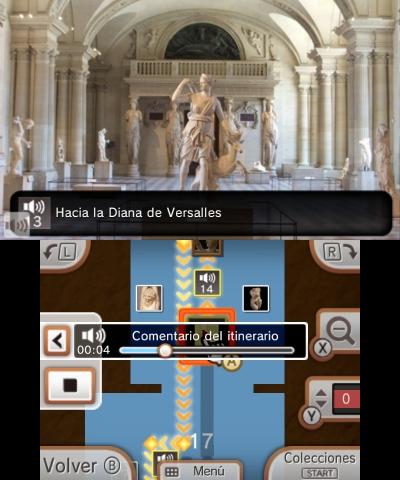 13
Hacia la Diana de Versalles
L
R
14
Comentario del itinerario
00:04
A
X
0
Y
17
Volver B
Menú
Colecciones
START